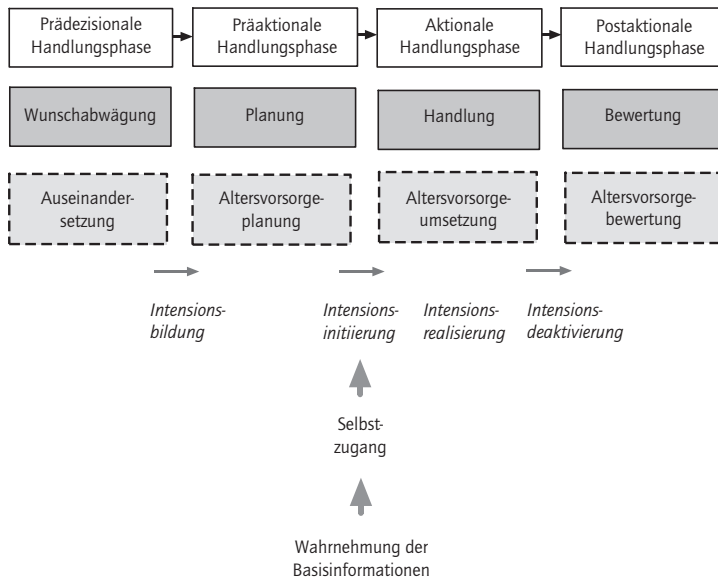 Prädezisionale
Handlungsphase
Präaktionale
Handlungsphase
Aktionale
Handlungsphase
Postaktionale
Handlungsphase
Wunschabwägung
Planung
Handlung
Bewertung
Auseinander-
setzung
Altersvorsorge-
planung
Altersvorsorge-
umsetzung
Altersvorsorge-
bewertung
Intensions-
bildung
Intensions-
initiierung
Intensions-
realisierung
Intensions-
deaktivierung
Selbst-
zugang
Wahrnehmung der
Basisinformationen